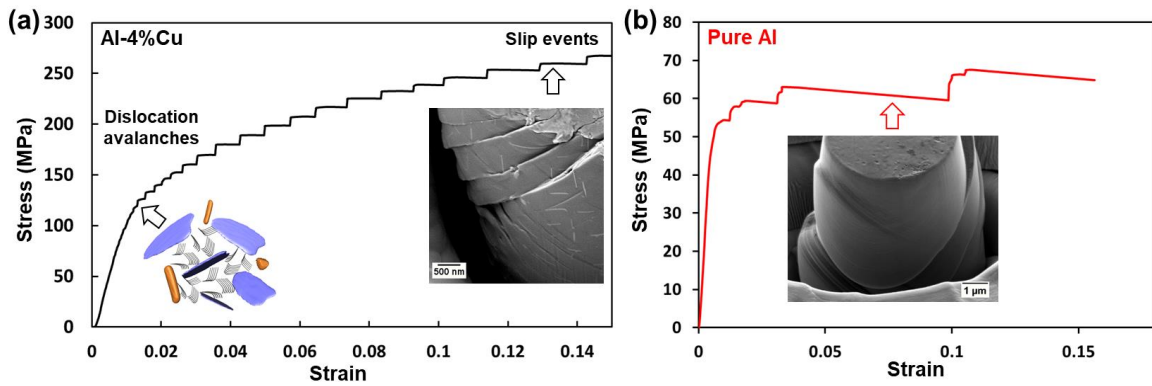 (a)
300
250
200
150
100
50
0
Stress (MPa)
Al-4%Cu
Slip events
Dislocation
avalanches
500 nm
0 0.02 0.04 0.06 0.08 0.1 0.12 0.14
Strain
(b)
80
70
60
50
40
30
20
10
0
Stress (MPa)
Pure Al
1 µm
0 0.05 0.1 0.15
Strain